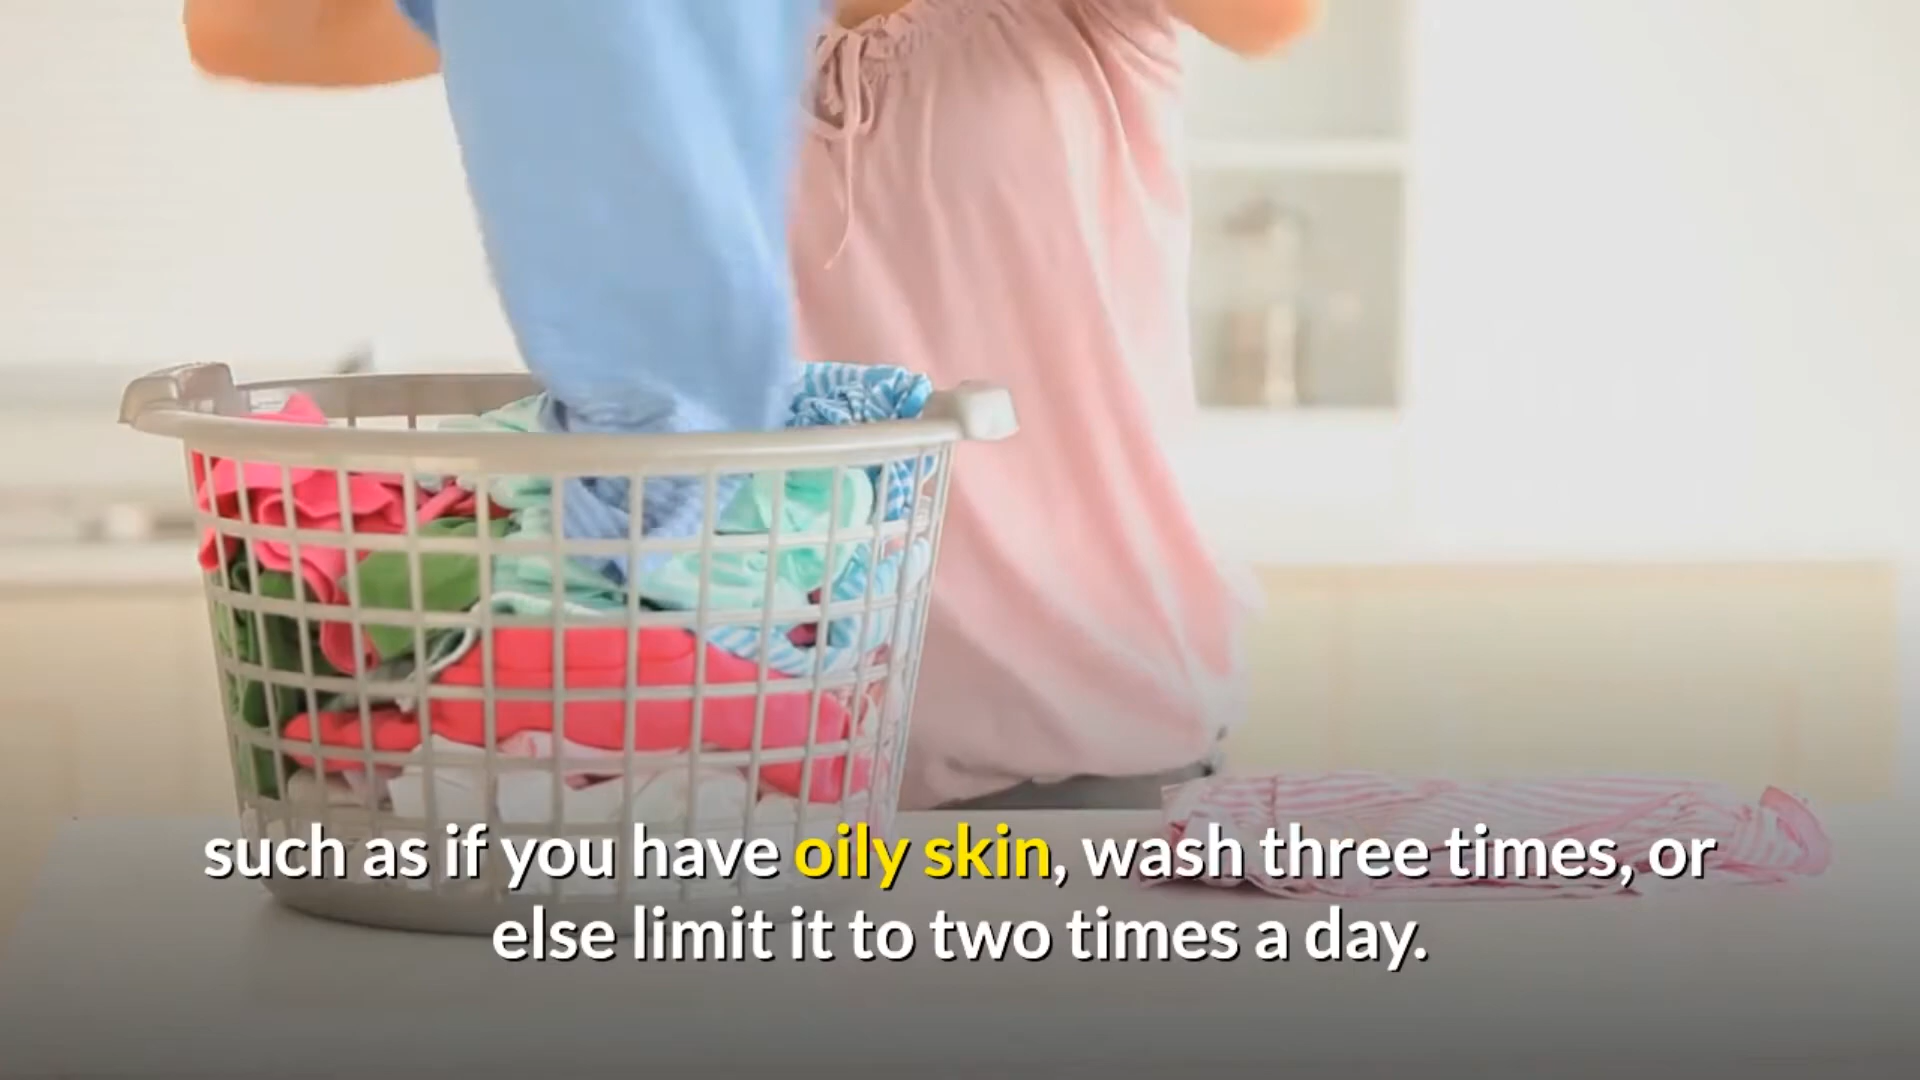 such as if you have oily skin, wash three times, or
else limit it to two times a day.